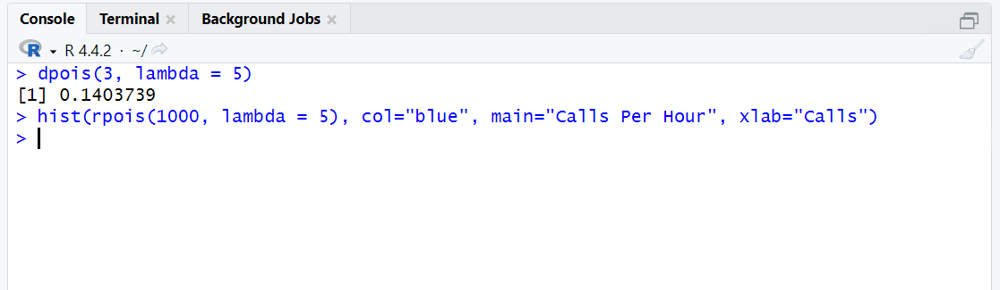 Console Terminal Background Jobs
R R 4.4.2 · ~/
> dpois(3, lambda = 5)
[1] 0.1403739
> hist(rpois(1000, lambda = 5), col="blue", main="Calls Per Hour", xlab="Calls")
>